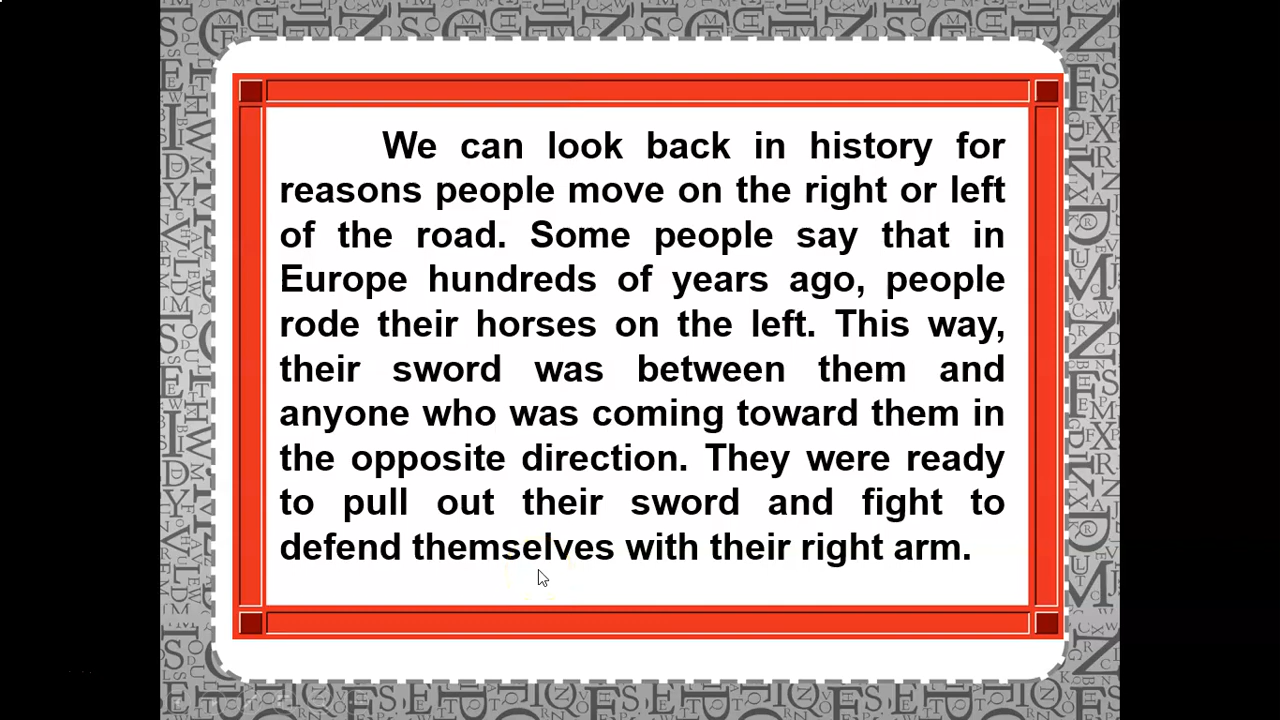 We can look back in history for
reasons people move on the right or left
of the road. Some people say that in
Europe hundreds of years ago, people
rode their horses on the left. This way,
their sword was between them and
anyone who was coming toward them in
the opposite direction. They were ready
to pull out their sword and fight to
defend themselves with their right arm.